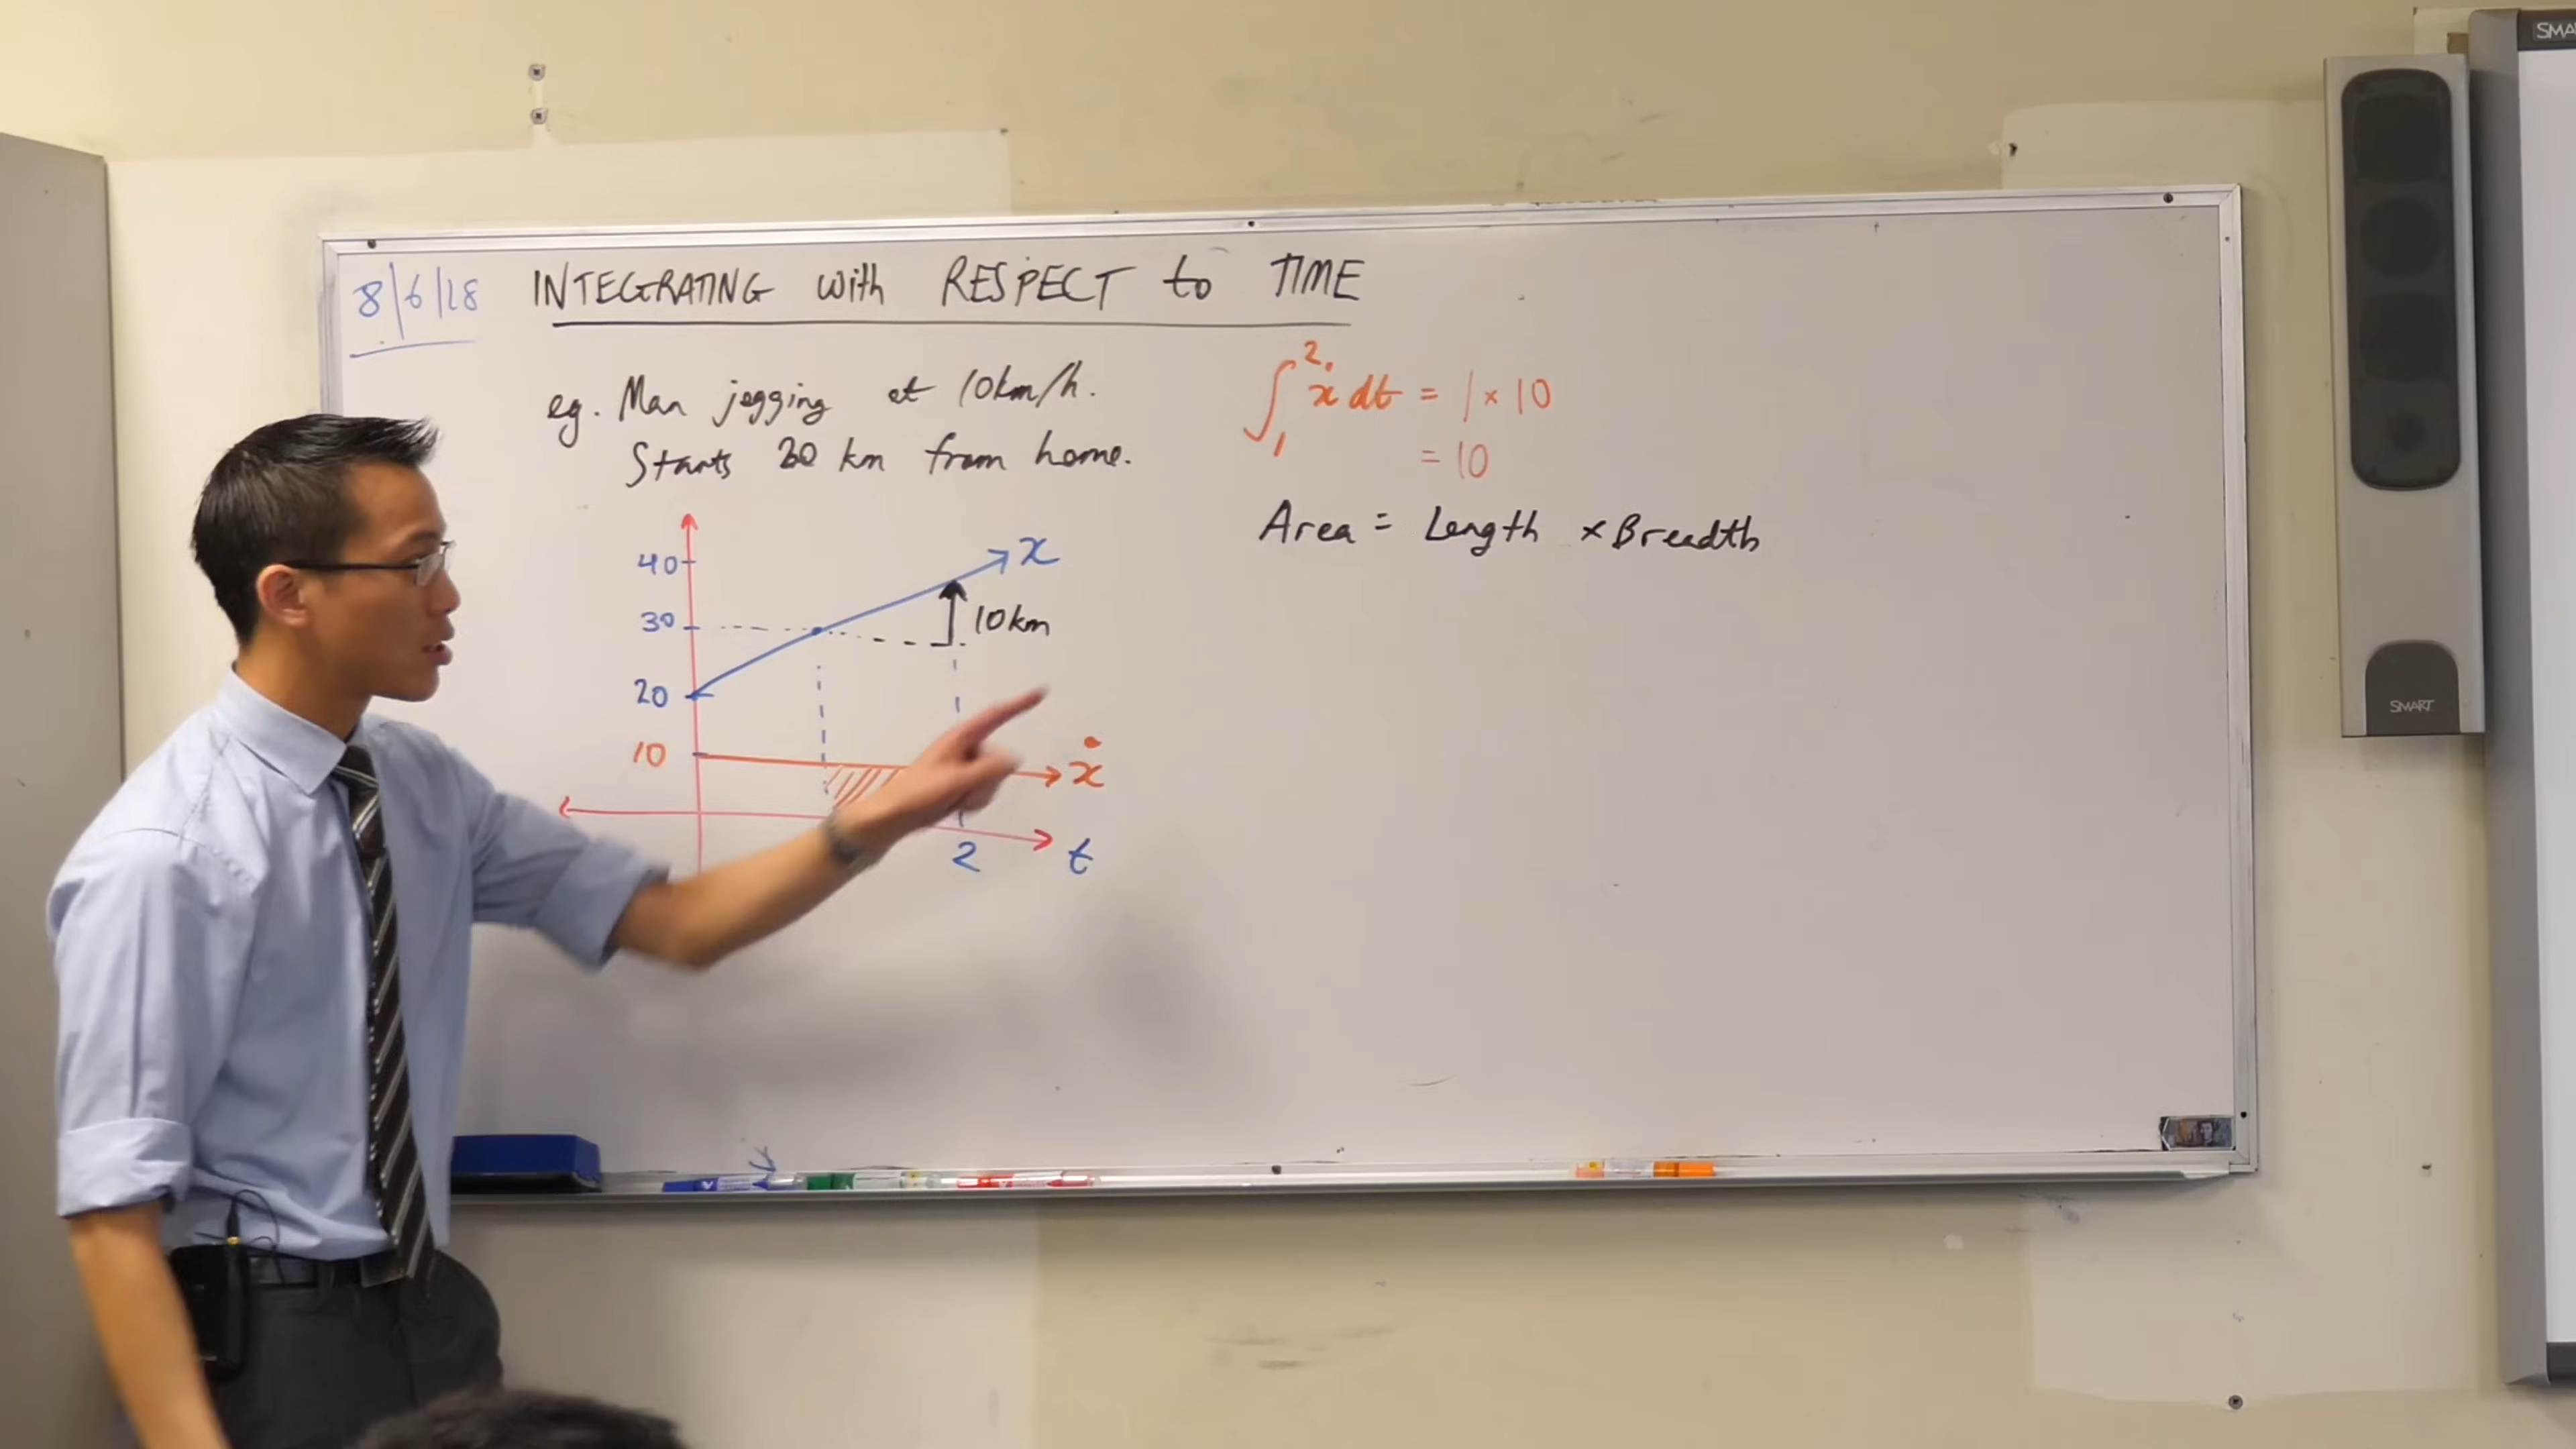 8/6/18
INTEGRATING with RESPECT to TIME
eg. Man jogging at 10km/h.
Starts 20 km from home.
40
30
20
10
x
10km
ẋ
2
t
∫₁² ẋ dt = 1 × 10
= 10
Area = Length × Breadth
SMART
SMA